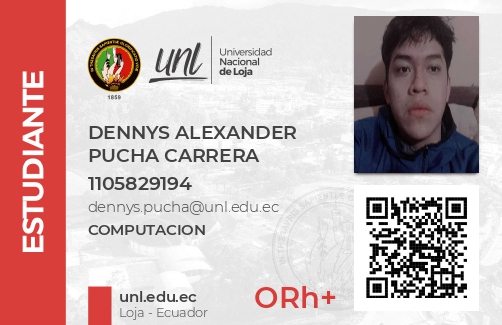 ESTUDIANTE
1859
unl
Universidad
Nacional
de Loja
DENNYS ALEXANDER
PUCHA CARRERA
1105829194
dennys.pucha@unl.edu.ec
COMPUTACION
unl.edu.ec
Loja - Ecuador
ORh+